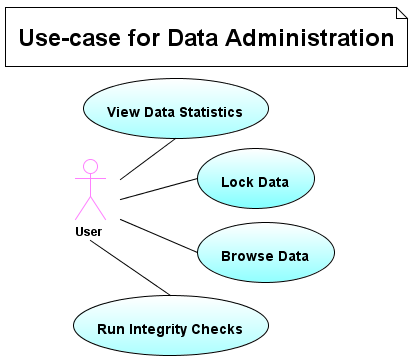 Use-case for Data Administration
View Data Statistics
Lock Data
User
Browse Data
Run Integrity Checks